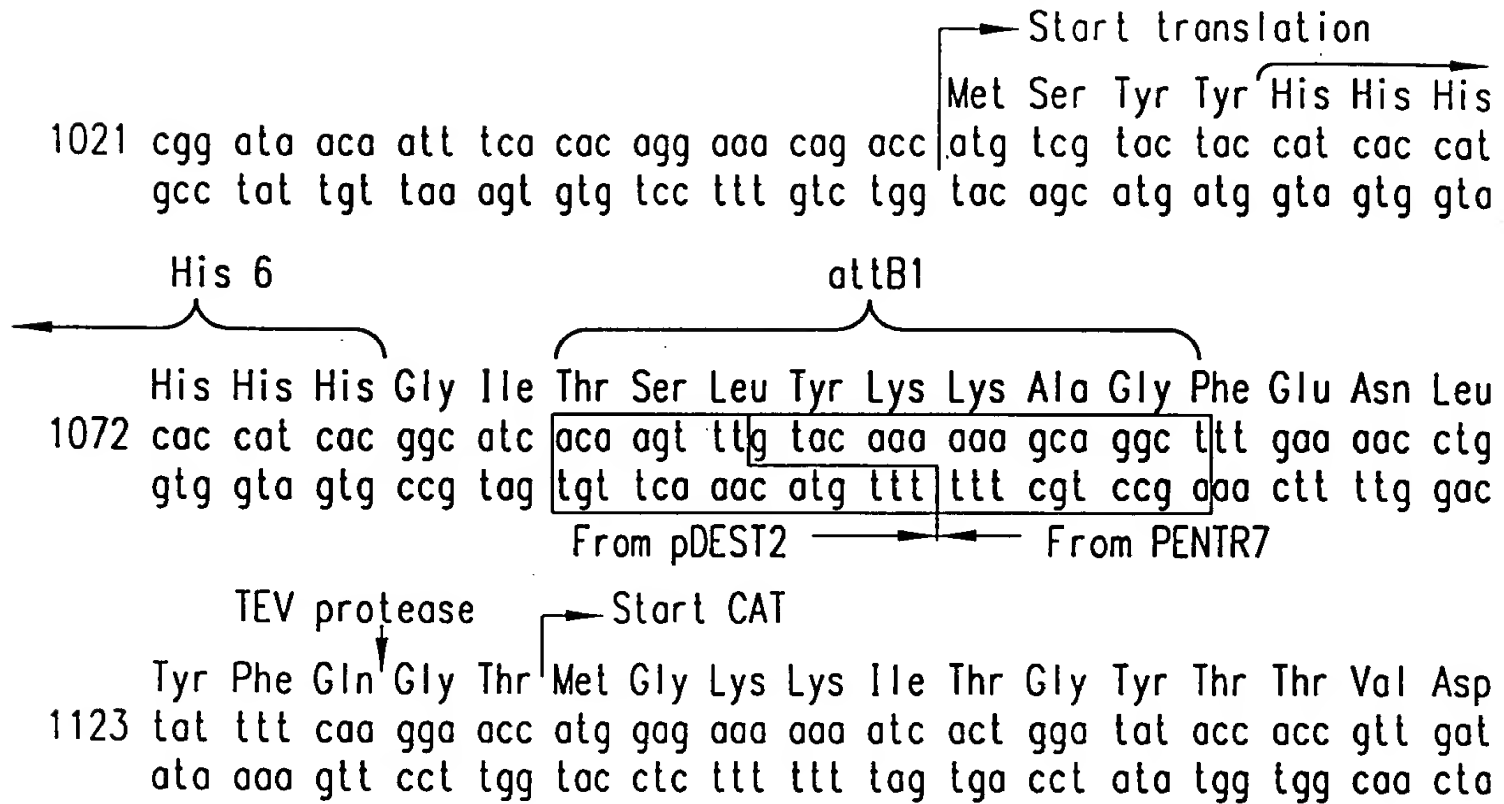 Start translation
Met Ser Tyr Tyr His His His
1021 cgg ata aca att tca cac agg aaa cag acc atg tcg tac tac cat cac cat
gcc tat tgt taa agt gtg tcc ttt gtc tgg tac agc atg atg gta gtg gta
His 6 attB1
His His His Gly Ile Thr Ser Leu Tyr Lys Lys Ala Gly Phe Glu Asn Leu
1072 cac cat cac ggc atc aca agt ttg tac aaa aaa gca ggc ttt gaa aac ctg
gtg gta gtg ccg tag tgt tca aac atg ttt ttt cgt ccg aaa ctt ttg gac
From pDEST2 From PENTR7
TEV protease Start CAT
Tyr Phe Gln Gly Thr Met Gly Lys Lys Ile Thr Gly Tyr Thr Thr Val Asp
1123 tat ttt caa gga acc atg gag aaa aaa atc act gga tat acc acc gtt gat
ata aaa gtt cct tgg tac ctc ttt ttt tag tga cct ata tgg tgg caa cta